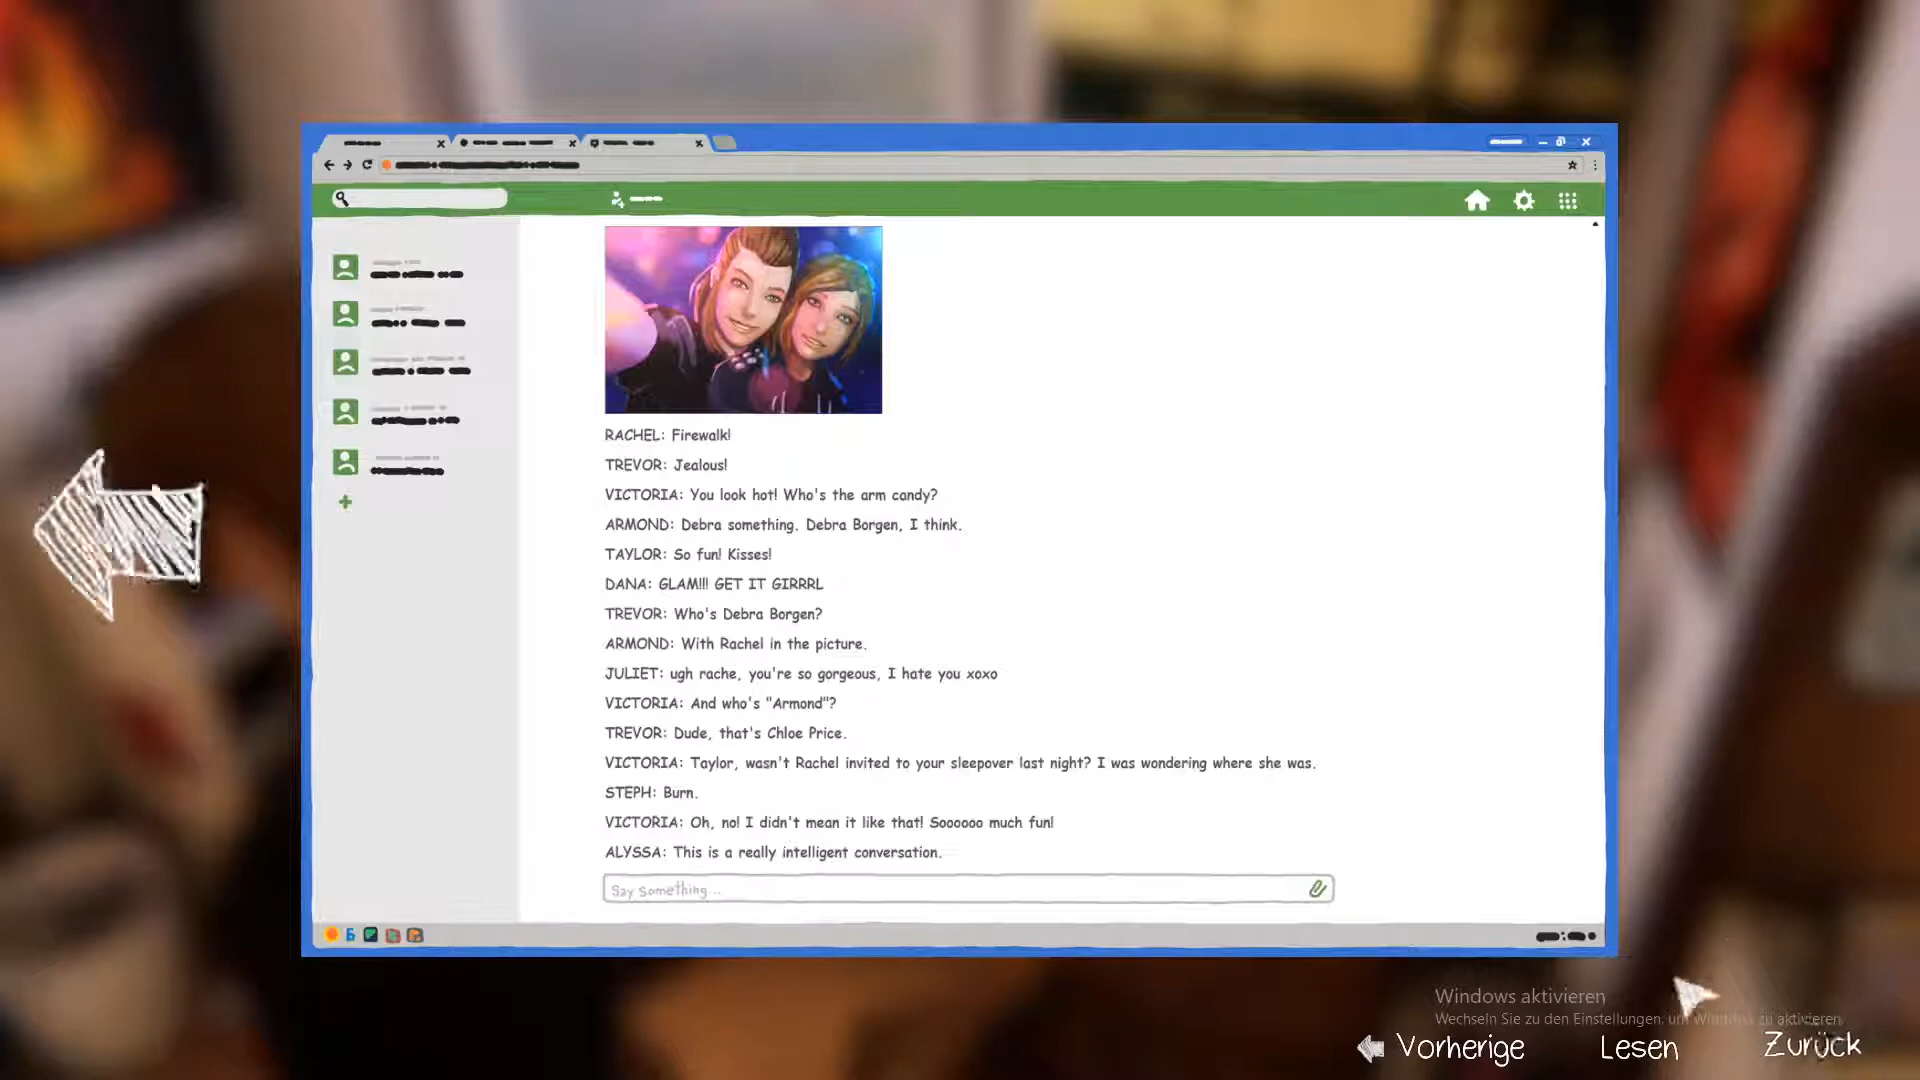 RACHEL: Firewalk!
TREVOR: Jealous!
VICTORIA: You look hot! Who's the arm candy?
ARMOND: Debra something. Debra Borgen, I think.
TAYLOR: So fun! Kisses!
DANA: GLAM!!! GET IT GIRRRL
TREVOR: Who's Debra Borgen?
ARMOND: With Rachel in the picture.
JULIET: ugh rache, you're so gorgeous, I hate you xoxo
VICTORIA: And who's "Armond"?
TREVOR: Dude, that's Chloe Price.
VICTORIA: Taylor, wasn't Rachel invited to your sleepover last night? I was wondering where she was.
STEPH: Burn.
VICTORIA: Oh, no! I didn't mean it like that! Soooooo much fun!
ALYSSA: This is a really intelligent conversation.
Say Something...
Windows aktivieren
Wechseln Sie zu den Einstellungen, um Windows zu aktivieren.
Vorherige
Lesen
Zurück